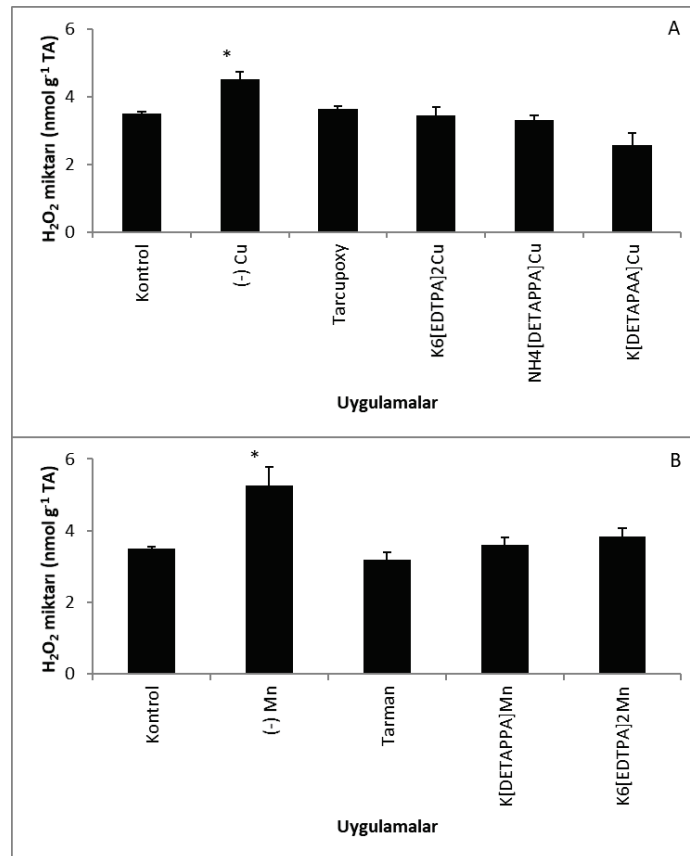 A
H₂O₂ miktarı (nmol g⁻¹ TA)
6
4
2
0
*
Kontrol
(-) Cu
Tarcupoxy
K6[EDTPA]2Cu
NH4[DETAPPA]Cu
K[DETAPAA]Cu
Uygulamalar
B
H₂O₂ miktarı (nmol g⁻¹ TA)
6
4
2
0
*
Kontrol
(-) Mn
Tarman
K[DETAPPA]Mn
K6[EDTPA]2Mn
Uygulamalar